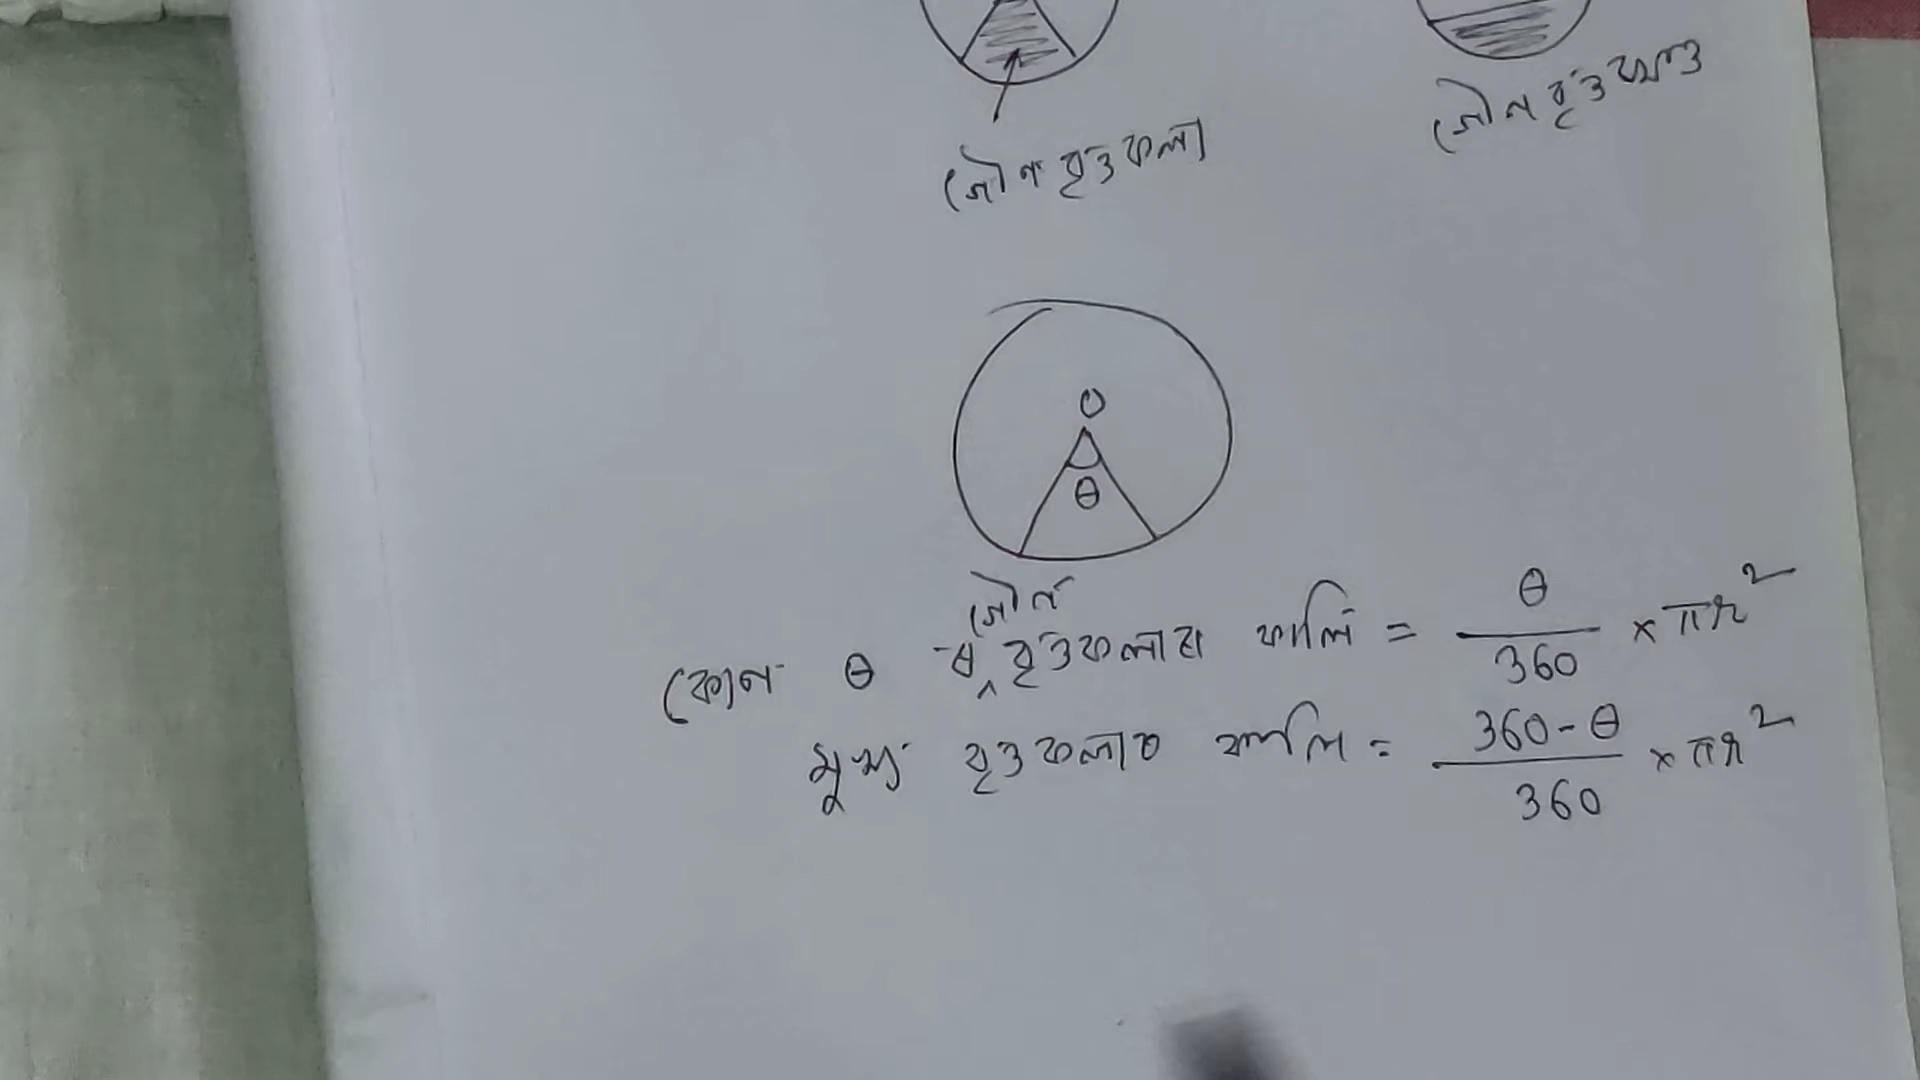 গৌণ বৃত্তকলা
গৌণ বৃত্তখণ্ড
O
θ
গৌণ
কোণ θ ৰ ^ বৃত্তকলাৰ কালি = θ/360 × πr²
মুখ্য বৃত্তকলাৰ কালি = 360-θ/360 × πr²